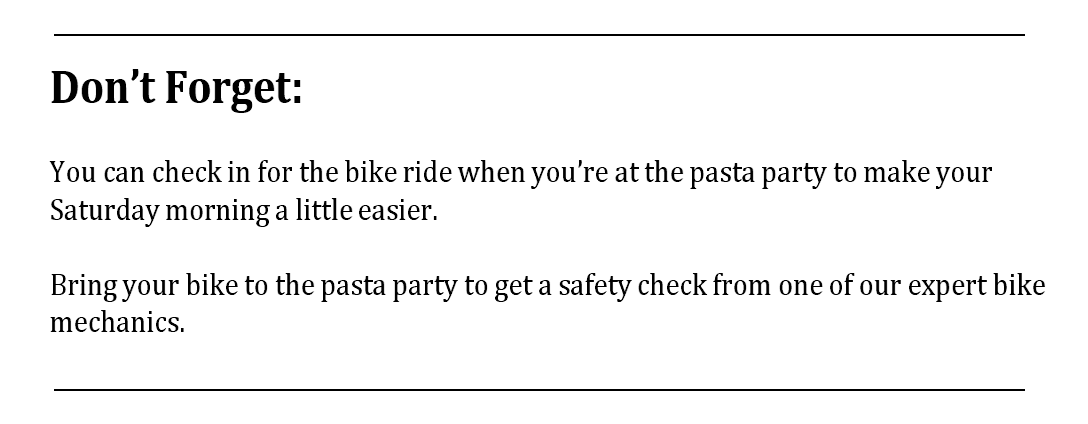 Don’t Forget:
You can check in for the bike ride when you’re at the pasta party to make your
Saturday morning a little easier.
Bring your bike to the pasta party to get a safety check from one of our expert bike
mechanics.